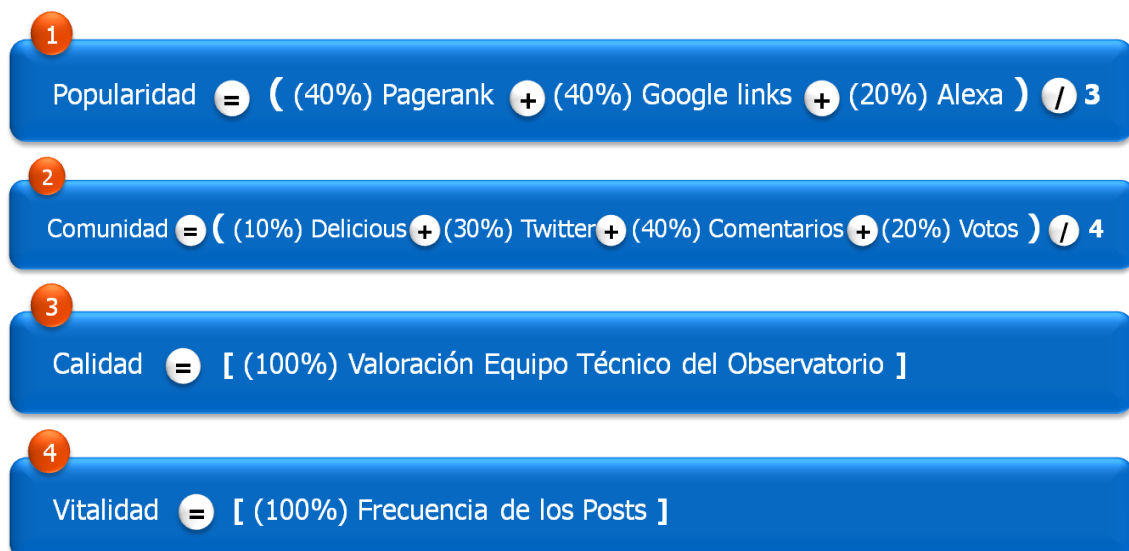 1
Popularidad = ( (40%) Pagerank + (40%) Google links + (20%) Alexa ) / 3
2
Comunidad = ( (10%) Delicious + (30%) Twitter + (40%) Comentarios + (20%) Votos ) / 4
3
Calidad = [ (100%) Valoración Equipo Técnico del Observatorio ]
4
Vitalidad = [ (100%) Frecuencia de los Posts ]